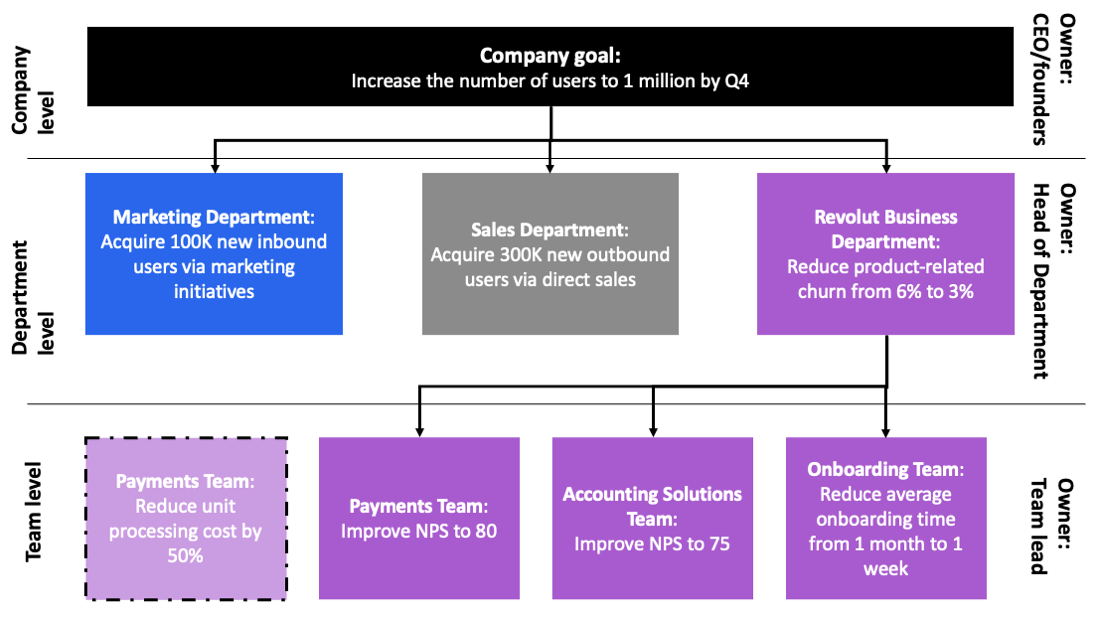 Company goal:
Increase the number of users to 1 million by Q4
Company
level
Owner:
CEO/founders
Marketing Department:
Acquire 100K new inbound
users via marketing
initiatives
Sales Department:
Acquire 300K new outbound
users via direct sales
Revolut Business
Department:
Reduce product-related
churn from 6% to 3%
Department
level
Owner:
Head of Department
Payments Team:
Reduce unit
processing cost by
50%
Payments Team:
Improve NPS to 80
Accounting Solutions
Team:
Improve NPS to 75
Onboarding Team:
Reduce average
onboarding time
from 1 month to 1
week
Team level
Owner:
Team lead